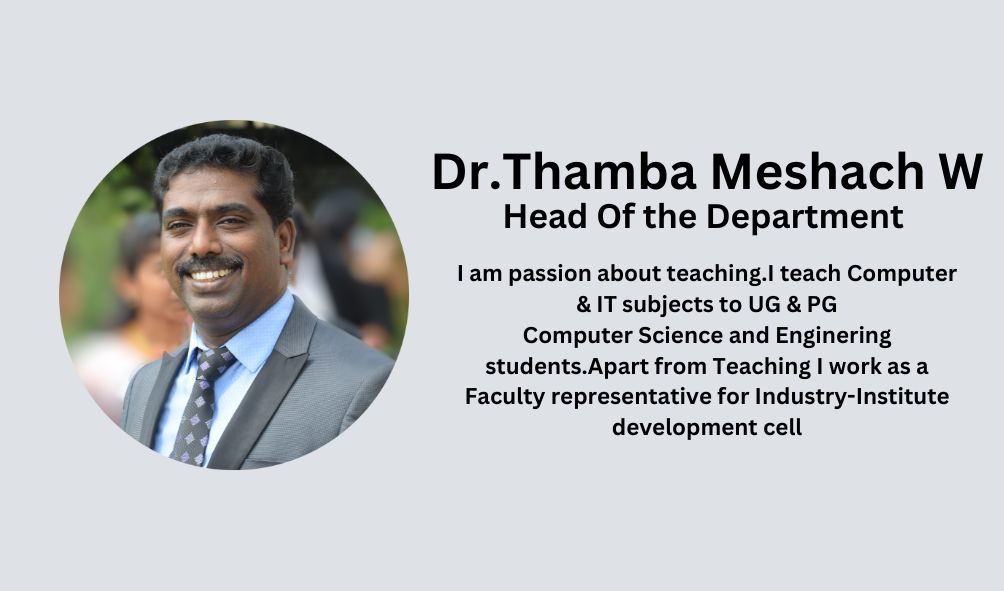 Dr.Thamba Meshach W
Head Of the Department
I am passion about teaching.I teach Computer
& IT subjects to UG & PG
Computer Science and Enginering
students.Apart from Teaching I work as a
Faculty representative for Industry-Institute
development cell